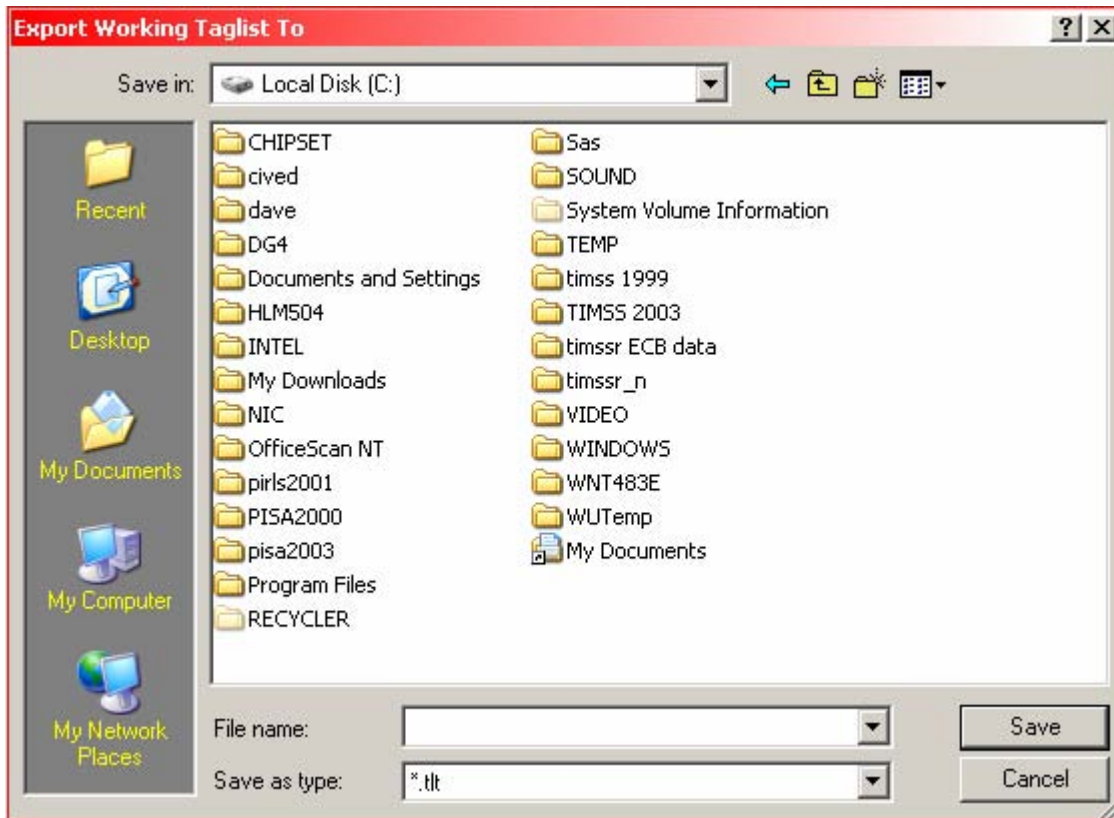 Export Working Taglist To
Save in:
Local Disk (C:)
Recent
Desktop
My Documents
My Computer
My Network
Places
CHIPSET
cived
dave
DG4
Documents and Settings
HLM504
INTEL
My Downloads
NIC
OfficeScan NT
pirls2001
PISA2000
pisa2003
Program Files
RECYCLER
Sas
SOUND
System Volume Information
TEMP
timss 1999
TIMSS 2003
timssr ECB data
timssr_n
VIDEO
WINDOWS
WNT483E
WUTemp
My Documents
File name:
Save
Save as type:
*.tlt
Cancel